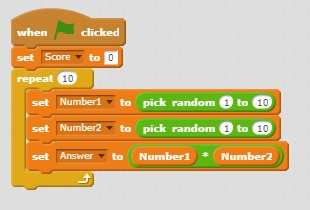 when clicked
set Score to 0
repeat 10
set Number1 to pick random 1 to 10
set Number2 to pick random 1 to 10
set Answer to Number1 * Number2